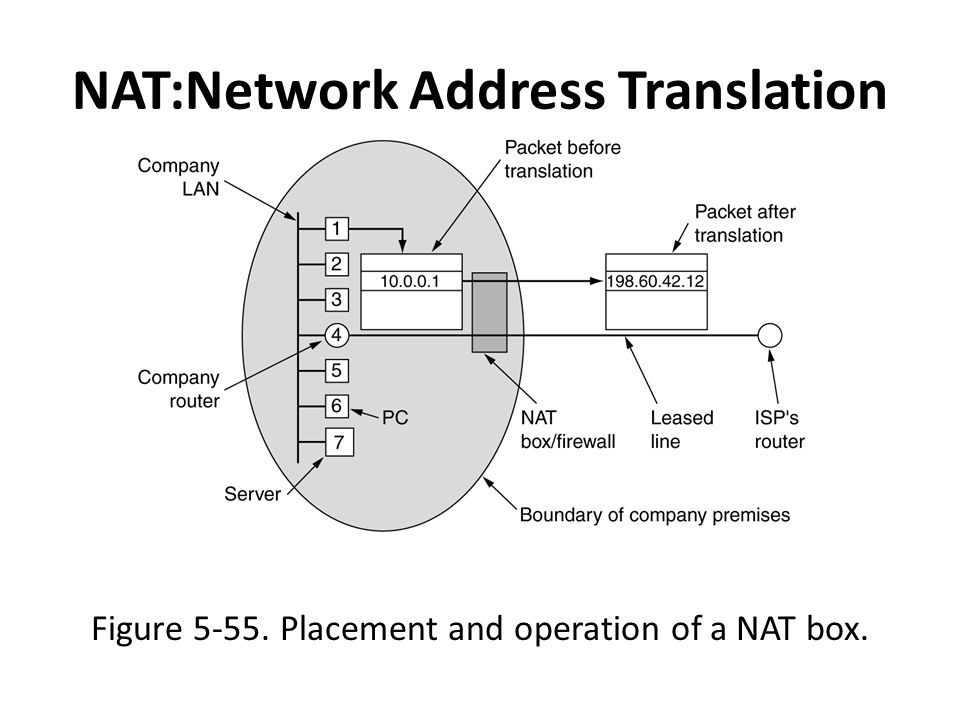 NAT:Network Address Translation
Packet before
translation
Company
LAN
Packet after
translation
1
2
10.0.0.1
198.60.42.12
3
4
5
Company
router
6
PC
NAT
box/firewall
Leased
line
ISP's
router
7
Server
Boundary of company premises
Figure 5-55. Placement and operation of a NAT box.